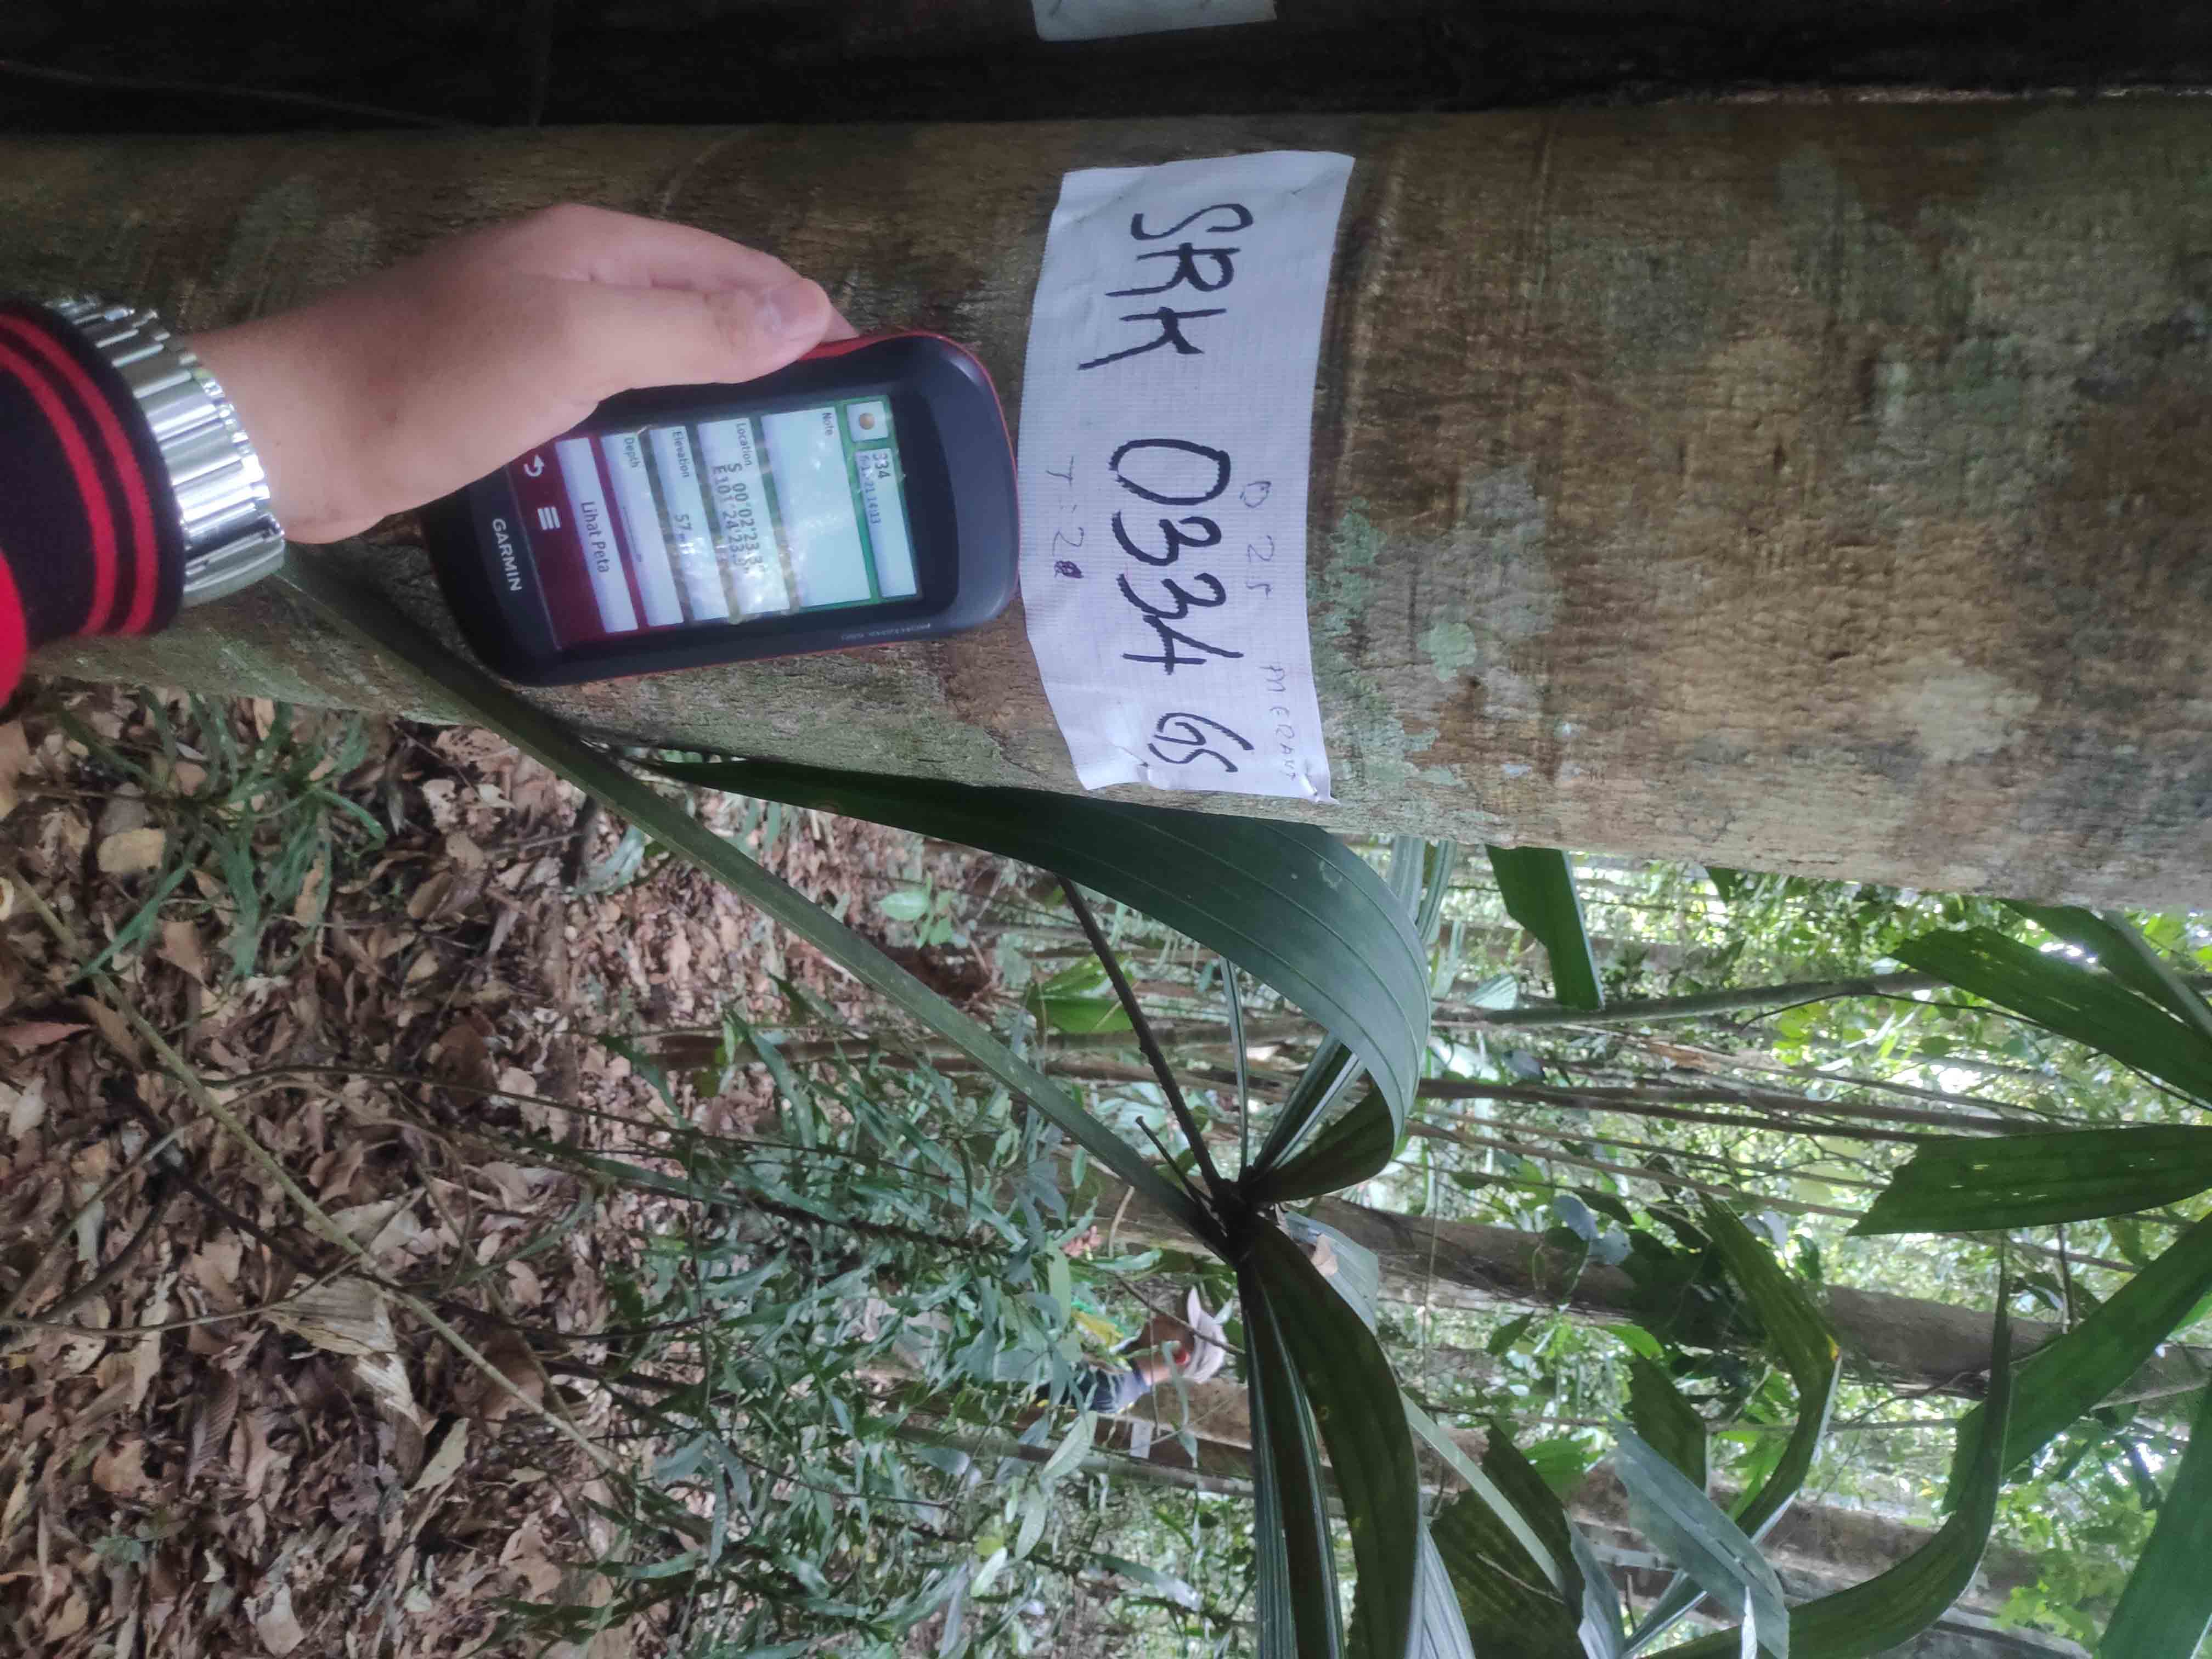 D 25 MERANT
SRK 0334 GS
334
Note
Location
S 00°02'23.3"
E101°24'23.9"
Elevation
57 m
Depth
Lihat Peta
GARMIN